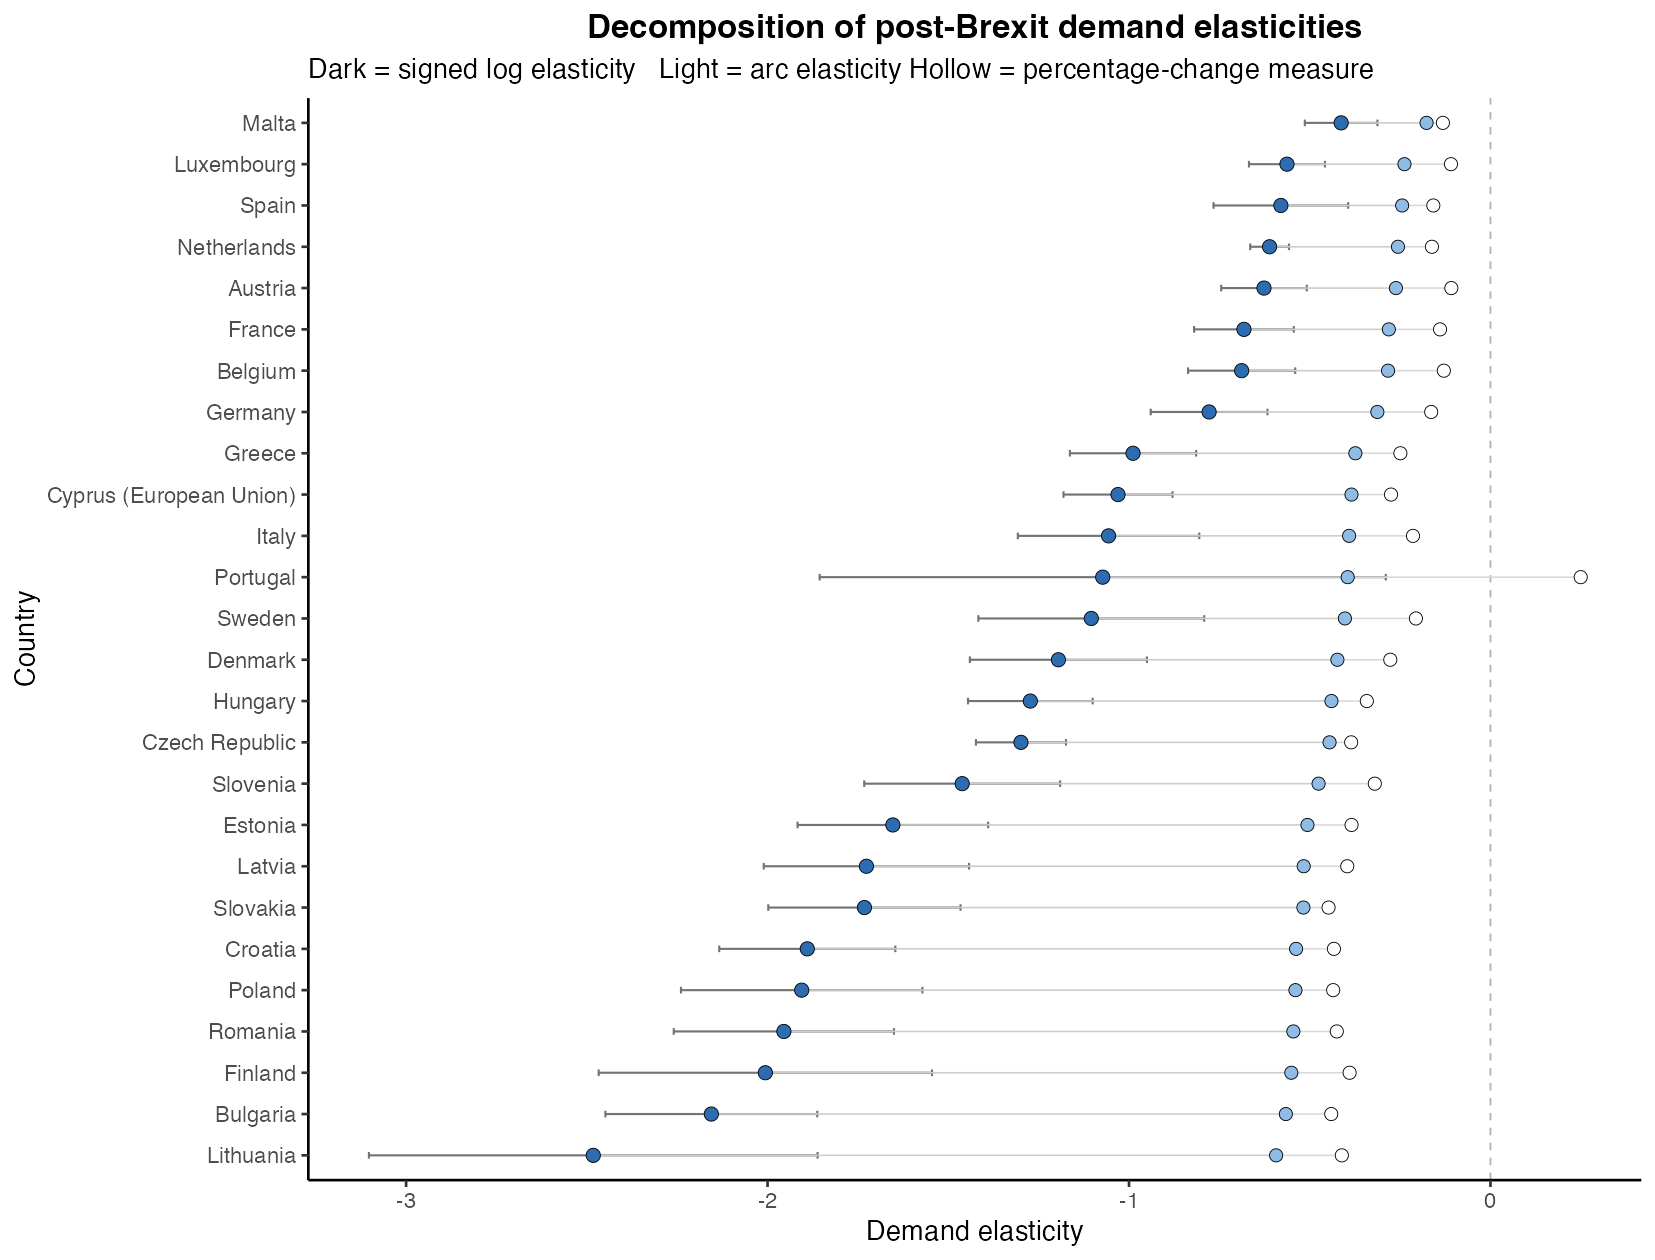 Decomposition of post-Brexit demand elasticities
Dark = signed log elasticity   Light = arc elasticity Hollow = percentage-change measure
Country
Malta
Luxembourg
Spain
Netherlands
Austria
France
Belgium
Germany
Greece
Cyprus (European Union)
Italy
Portugal
Sweden
Denmark
Hungary
Czech Republic
Slovenia
Estonia
Latvia
Slovakia
Croatia
Poland
Romania
Finland
Bulgaria
Lithuania
-3 -2 -1 0
Demand elasticity